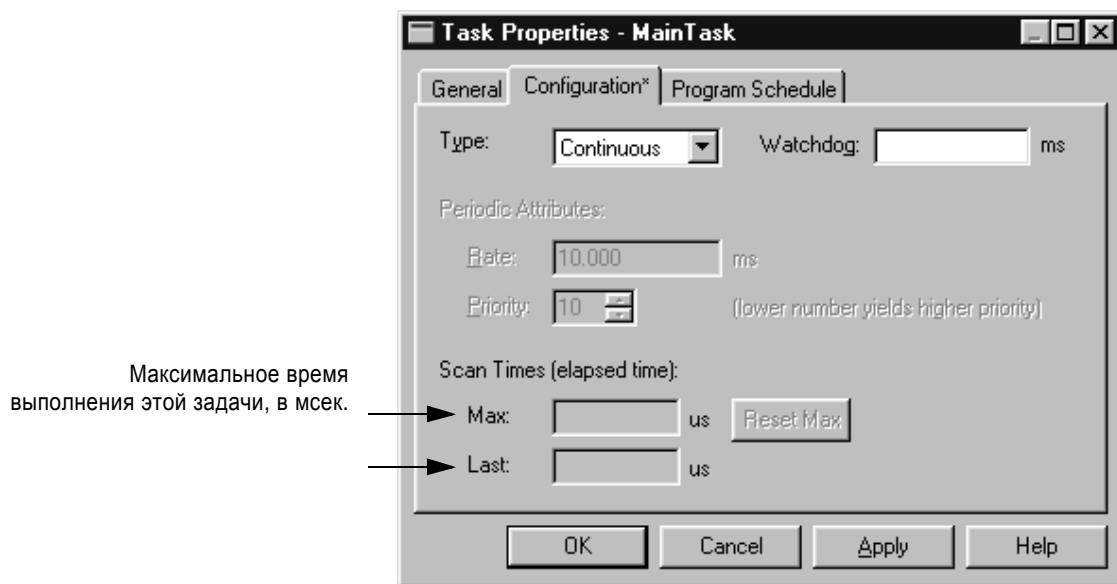 Task Properties - MainTask
General Configuration* Program Schedule
Type: Continuous Watchdog: ms
Periodic Attributes:
Rate: 10.000 ms
Priority: 10 (lower number yields higher priority)
Scan Times (elapsed time):
Максимальное время
выполнения этой задачи, в мсек.
Max: us Reset Max
Last: us
OK Cancel Apply Help